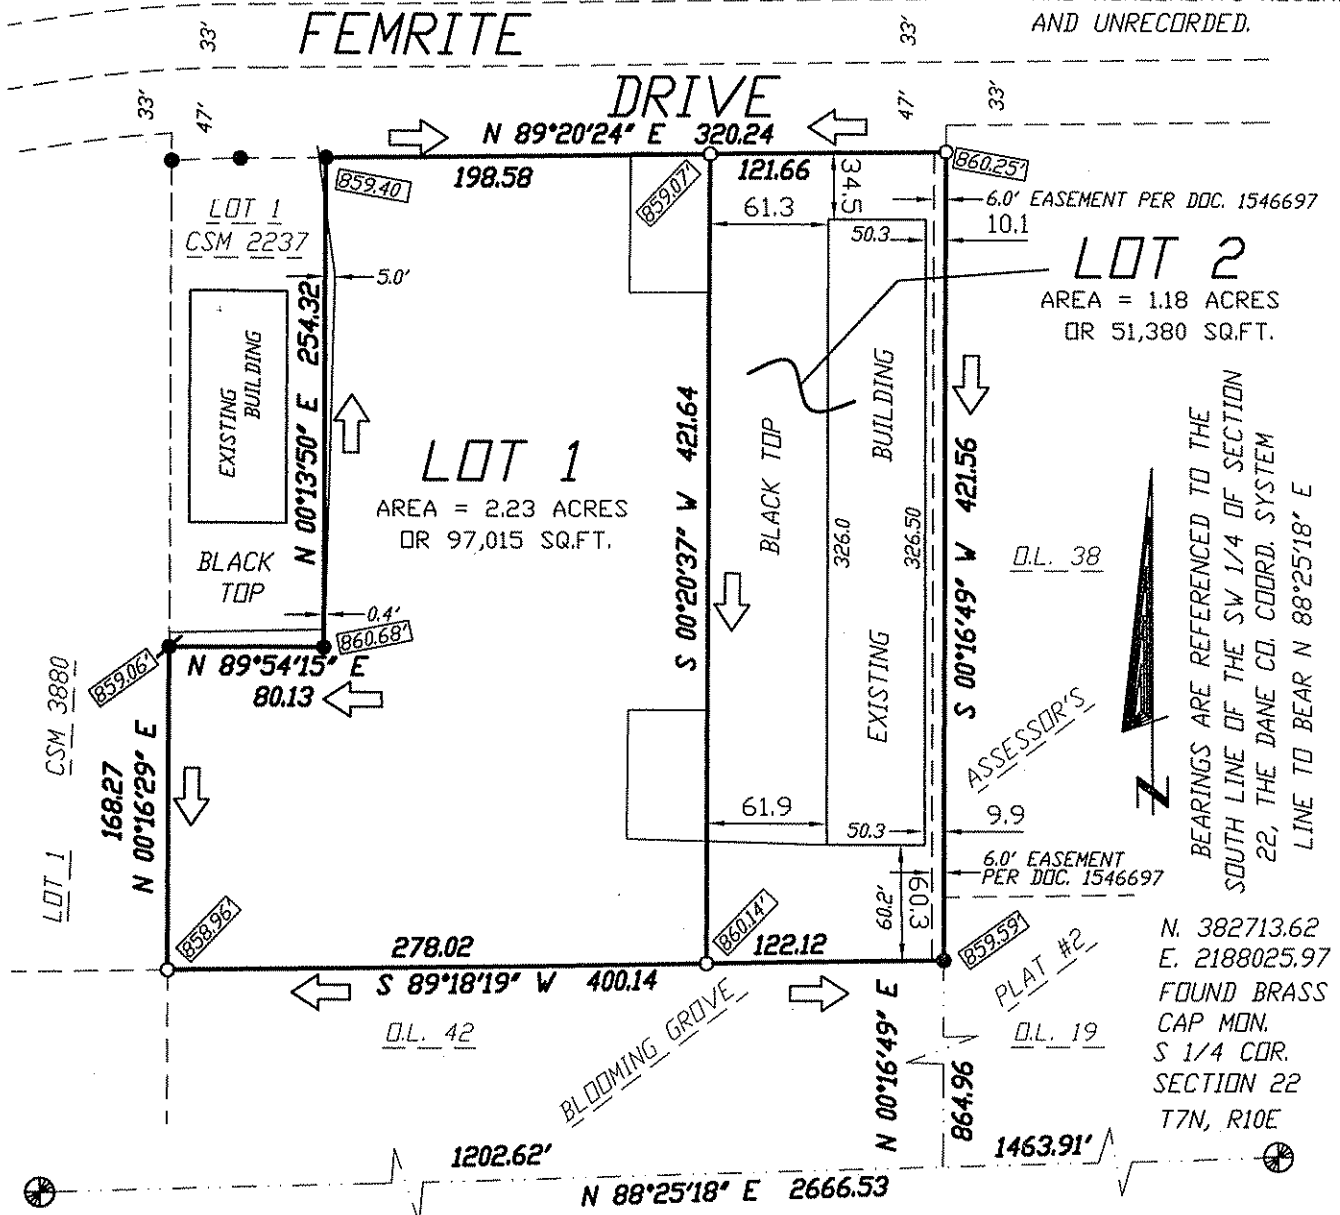 33'
FEMRITE
33'
AND UNRECORDED.
DRIVE
33'
47'
47'
33'
N 89°20'24" E 320.24
859.40
198.58
859.07'
121.66
34.5
860.25'
6.0' EASEMENT PER DOC. 1546697
LOT 1
CSM 2237
61.3
50.3
10.1
LOT 2
AREA = 1.18 ACRES
OR 51,380 SQ.FT.
5.0'
EXISTING
BUILDING
N 00°13'50" E 254.32
LOT 1
AREA = 2.23 ACRES
OR 97,015 SQ.FT.
S 00°20'37" W 421.64
BLACK TOP
326.0
EXISTING BUILDING
326.50
S 00°16'49" W 421.56
O.L. 38
BEARINGS ARE REFERENCED TO THE
SOUTH LINE OF THE SW 1/4 OF SECTION
22, THE DANE CO. COORD. SYSTEM
LINE TO BEAR N 88°25'18" E
BLACK
TOP
0.4'
860.68'
859.06'
N 89°54'15" E
80.13
LOT 1 CSM 3880
168.27
N 00°16'29" E
ASSESSOR'S
Z
61.9
50.3
9.9
6.0' EASEMENT
PER DOC. 1546697
858.96'
278.02
860.14'
122.12
60.2'
60.3
859.59'
S 89°18'19" W 400.14
O.L. 42
BLOOMING GROVE
N 00°16'49" E
864.96
PLAT #2
O.L. 19
N. 382713.62
E. 2188025.97
FOUND BRASS
CAP MON.
S 1/4 COR.
SECTION 22
T7N, R10E
1202.62'
1463.91'
N 88°25'18" E 2666.53